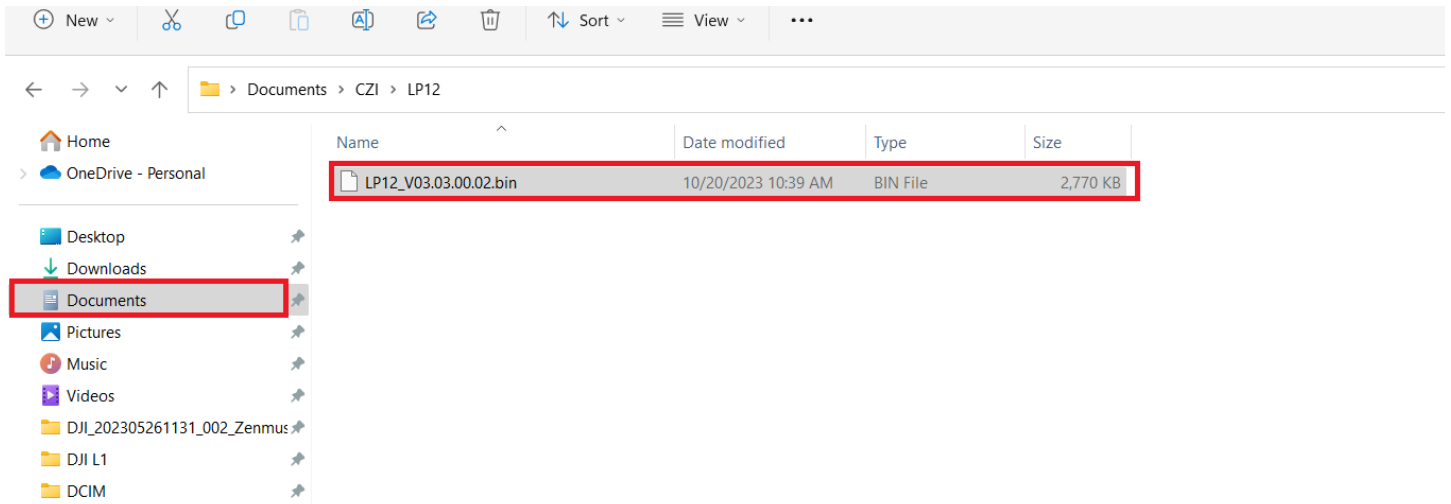 New Sort View
Documents > CZI > LP12
Home
OneDrive - Personal
Desktop
Downloads
Documents
Pictures
Music
Videos
DJI_202305261131_002_Zenmus
DJI L1
DCIM
Name Date modified Type Size
LP12_V03.03.00.02.bin 10/20/2023 10:39 AM BIN File 2,770 KB